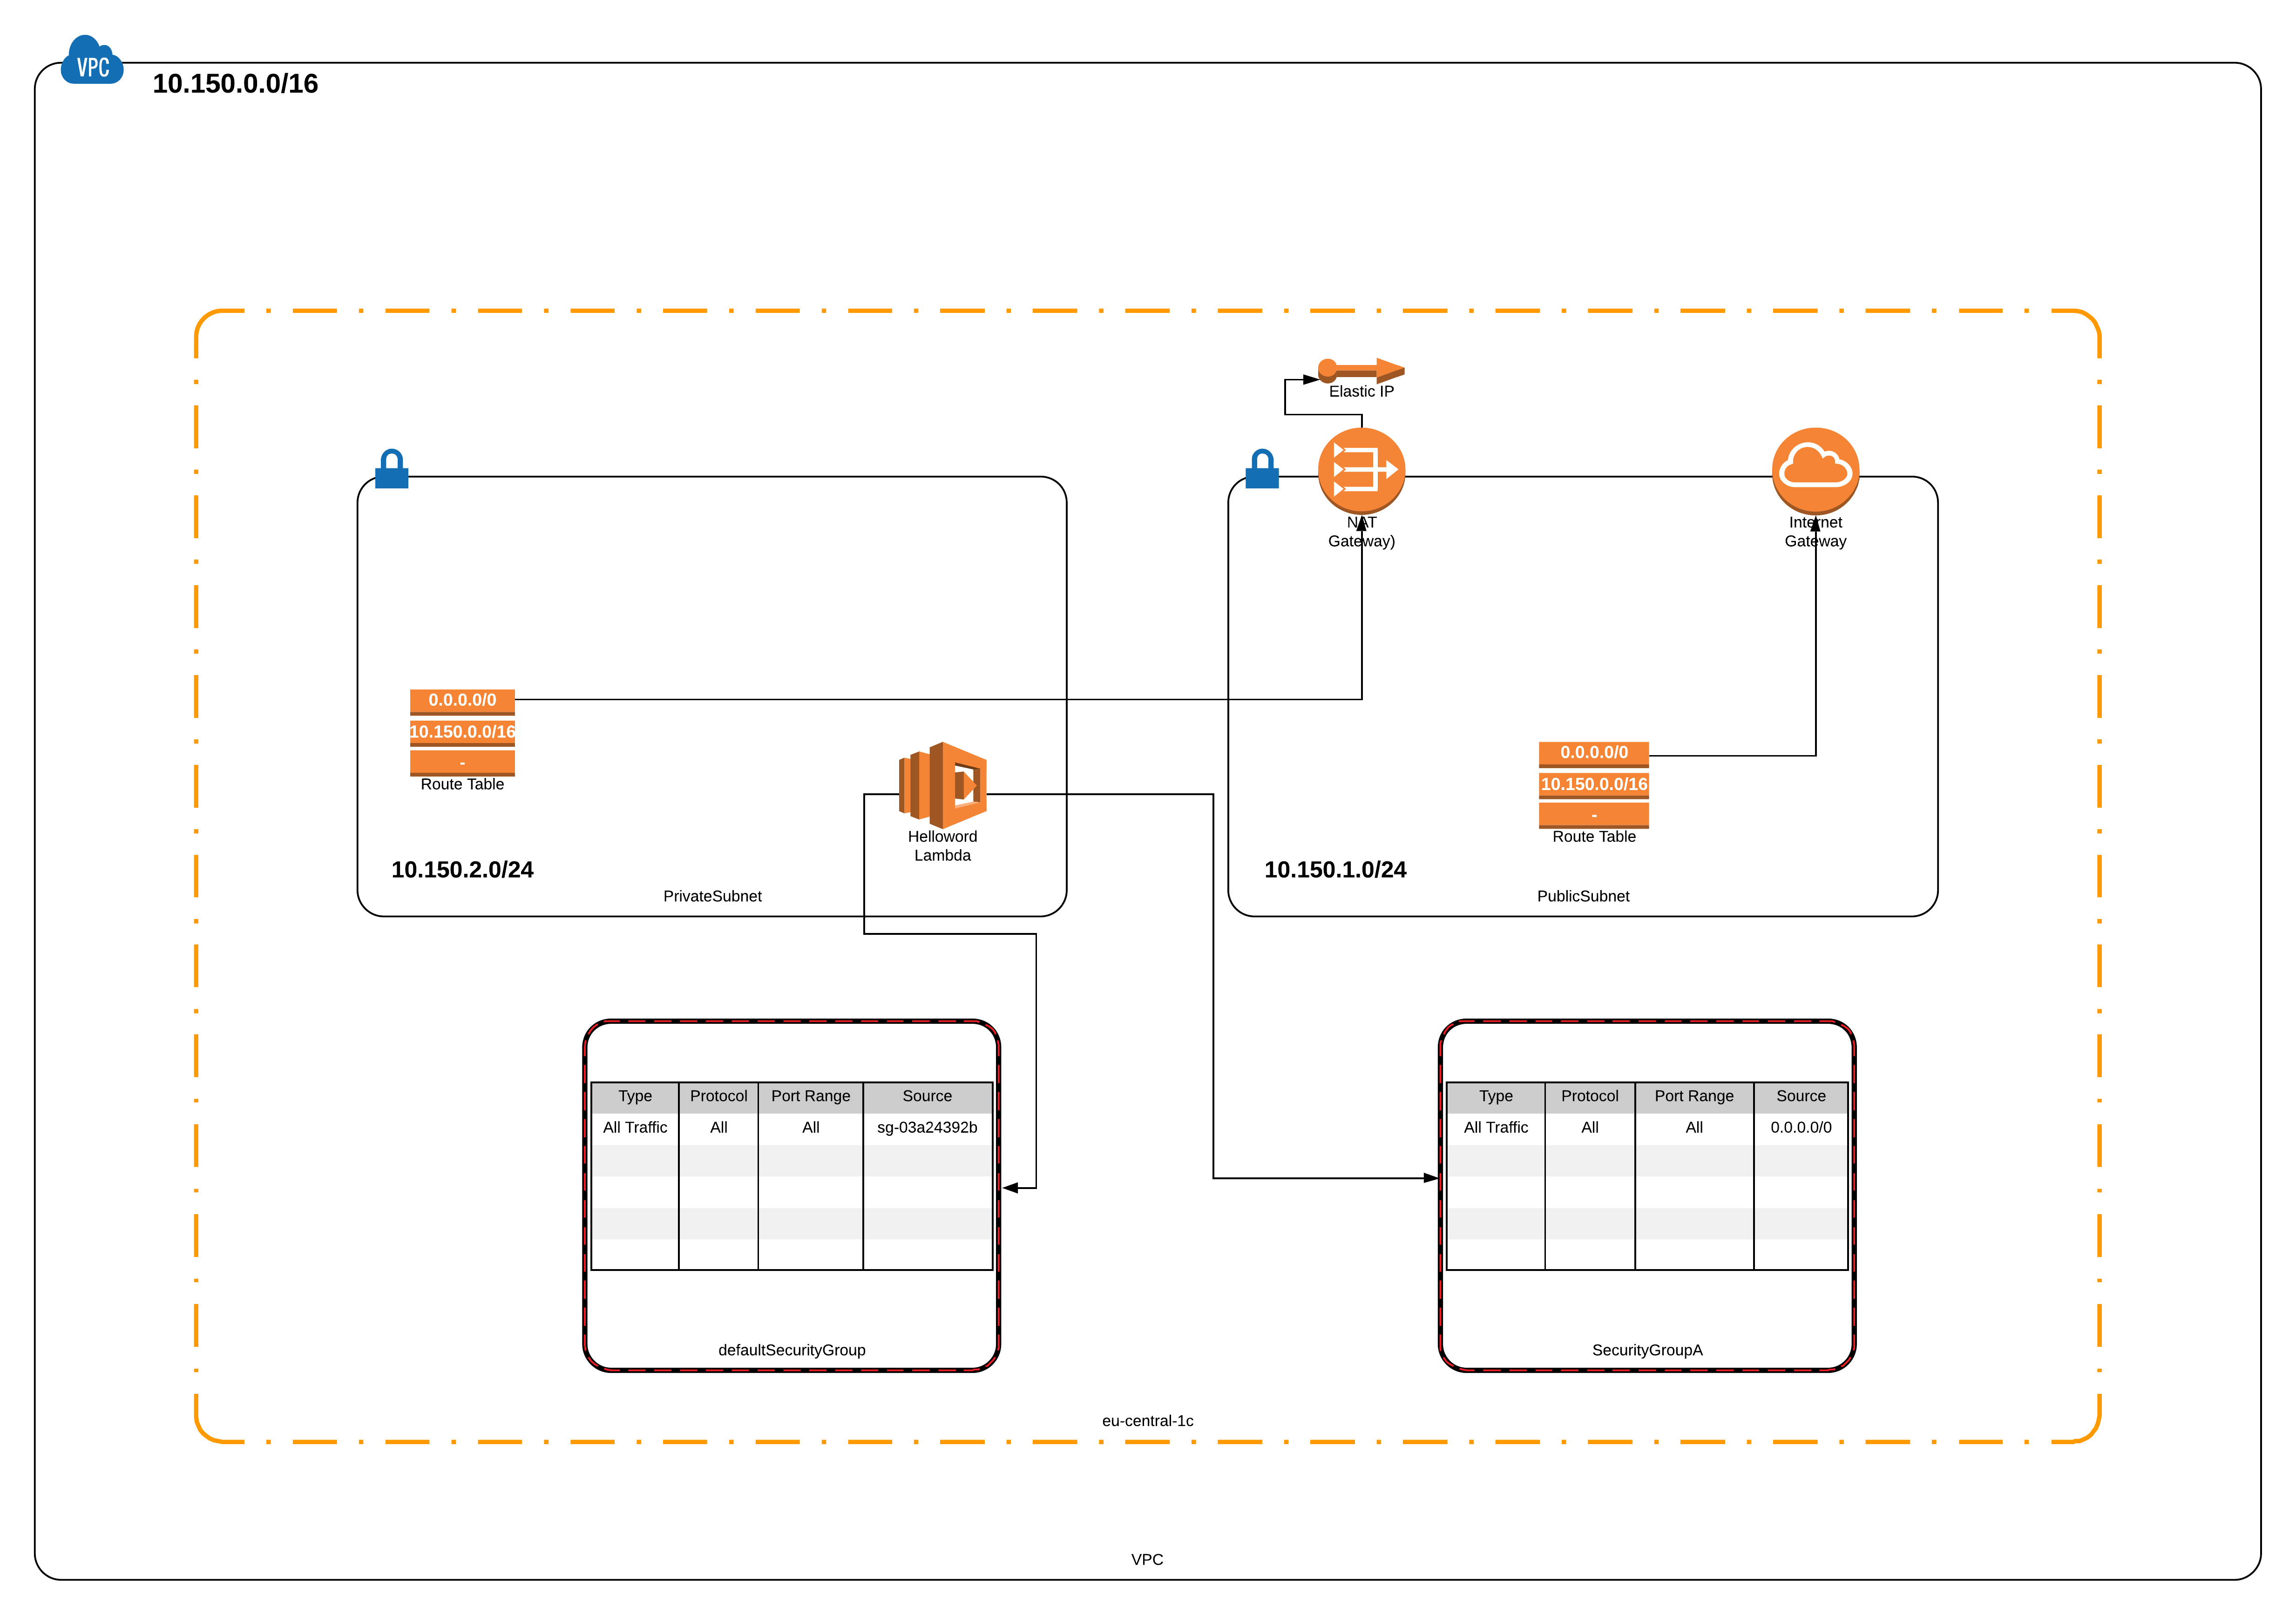 VPC
10.150.0.0/16
Elastic IP
NAT
Gateway)
Internet
Gateway
0.0.0.0/0
10.150.0.0/16
-
Route Table
Helloword
Lambda
10.150.2.0/24
PrivateSubnet
0.0.0.0/0
10.150.0.0/16
-
Route Table
10.150.1.0/24
PublicSubnet
Type Protocol Port Range Source
All Traffic All All sg-03a24392b
defaultSecurityGroup
Type Protocol Port Range Source
All Traffic All All 0.0.0.0/0
SecurityGroupA
eu-central-1c
VPC